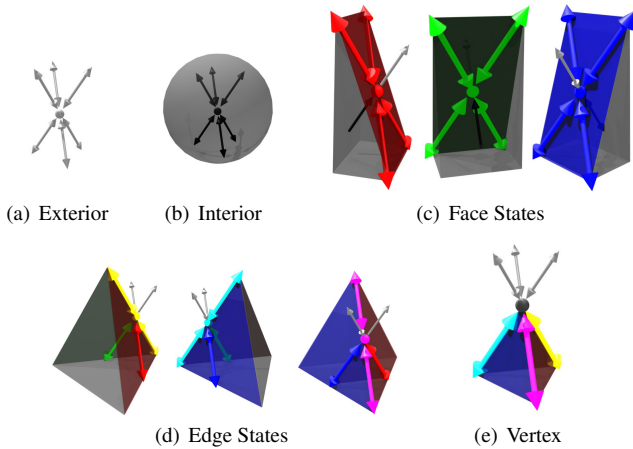 (a) Exterior
(b) Interior
(c) Face States
(d) Edge States
(e) Vertex